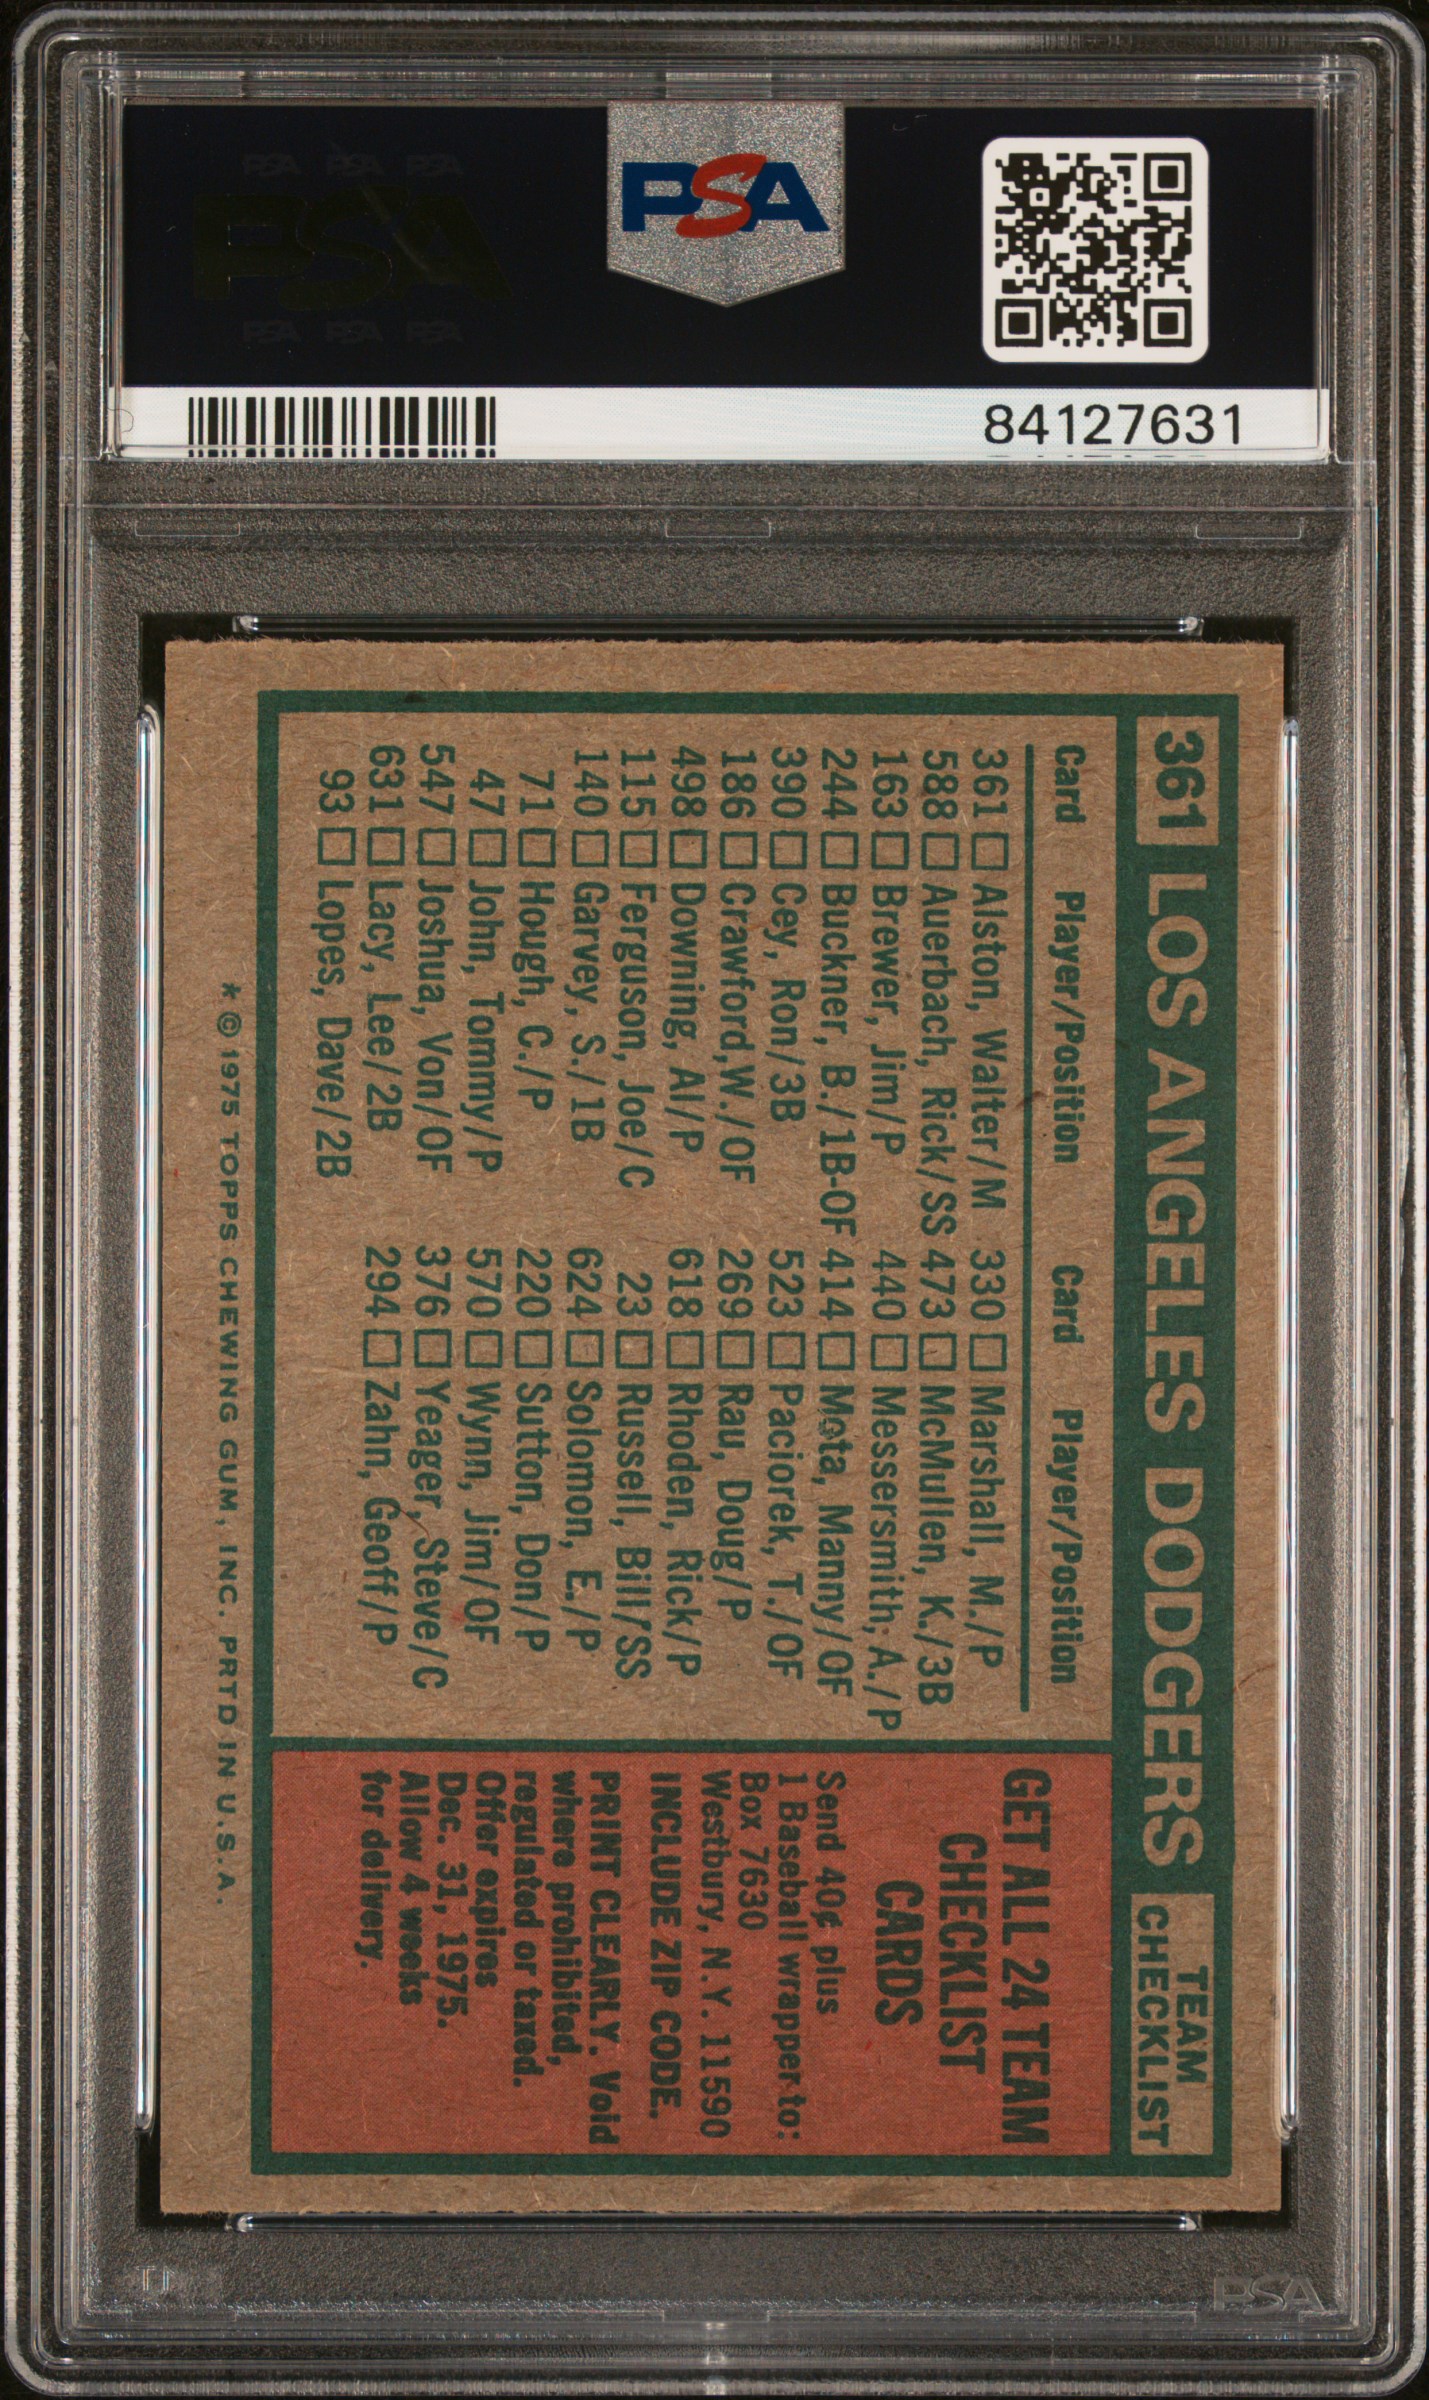 PSA PSA PSA
PSA
PSA PSA PSA
PSA
84127631
361 LOS ANGELES DODGERS TEAM CHECKLIST
Card Player/Position Card Player/Position
361 Alston, Walter/M 330 Marshall, M./P
588 Auerbach, Rick/SS 473 McMullen, K./3B
163 Brewer, Jim/P 440 Messersmith, A./P
244 Buckner, B./1B-OF 414 Mota, Manny/OF
390 Cey, Ron/3B 523 Paciorek, T./OF
186 Crawford, W./OF 269 Rau, Doug/P
498 Downing, Al/P 618 Rhoden, Rick/P
115 Ferguson, Joe/C 23 Russell, Bill/SS
140 Garvey, S./1B 624 Solomon, E./P
71 Hough, C./P 220 Sutton, Don/P
47 John, Tommy/P 570 Wynn, Jim/OF
547 Joshua, Von/OF 376 Yeager, Steve/C
631 Lacy, Lee/2B 294 Zahn, Geoff/P
93 Lopes, Dave/2B
GET ALL 24 TEAM
CHECKLIST
CARDS
Send 40¢ plus
1 Baseball wrapper to:
Box 7630
Westbury, N.Y. 11590
INCLUDE ZIP CODE.
PRINT CLEARLY. Void
where prohibited,
regulated or taxed.
Offer expires
Dec. 31, 1975.
Allow 4 weeks
for delivery.
* © 1975 TOPPS CHEWING GUM, INC. PRTD IN U.S.A.
PSA